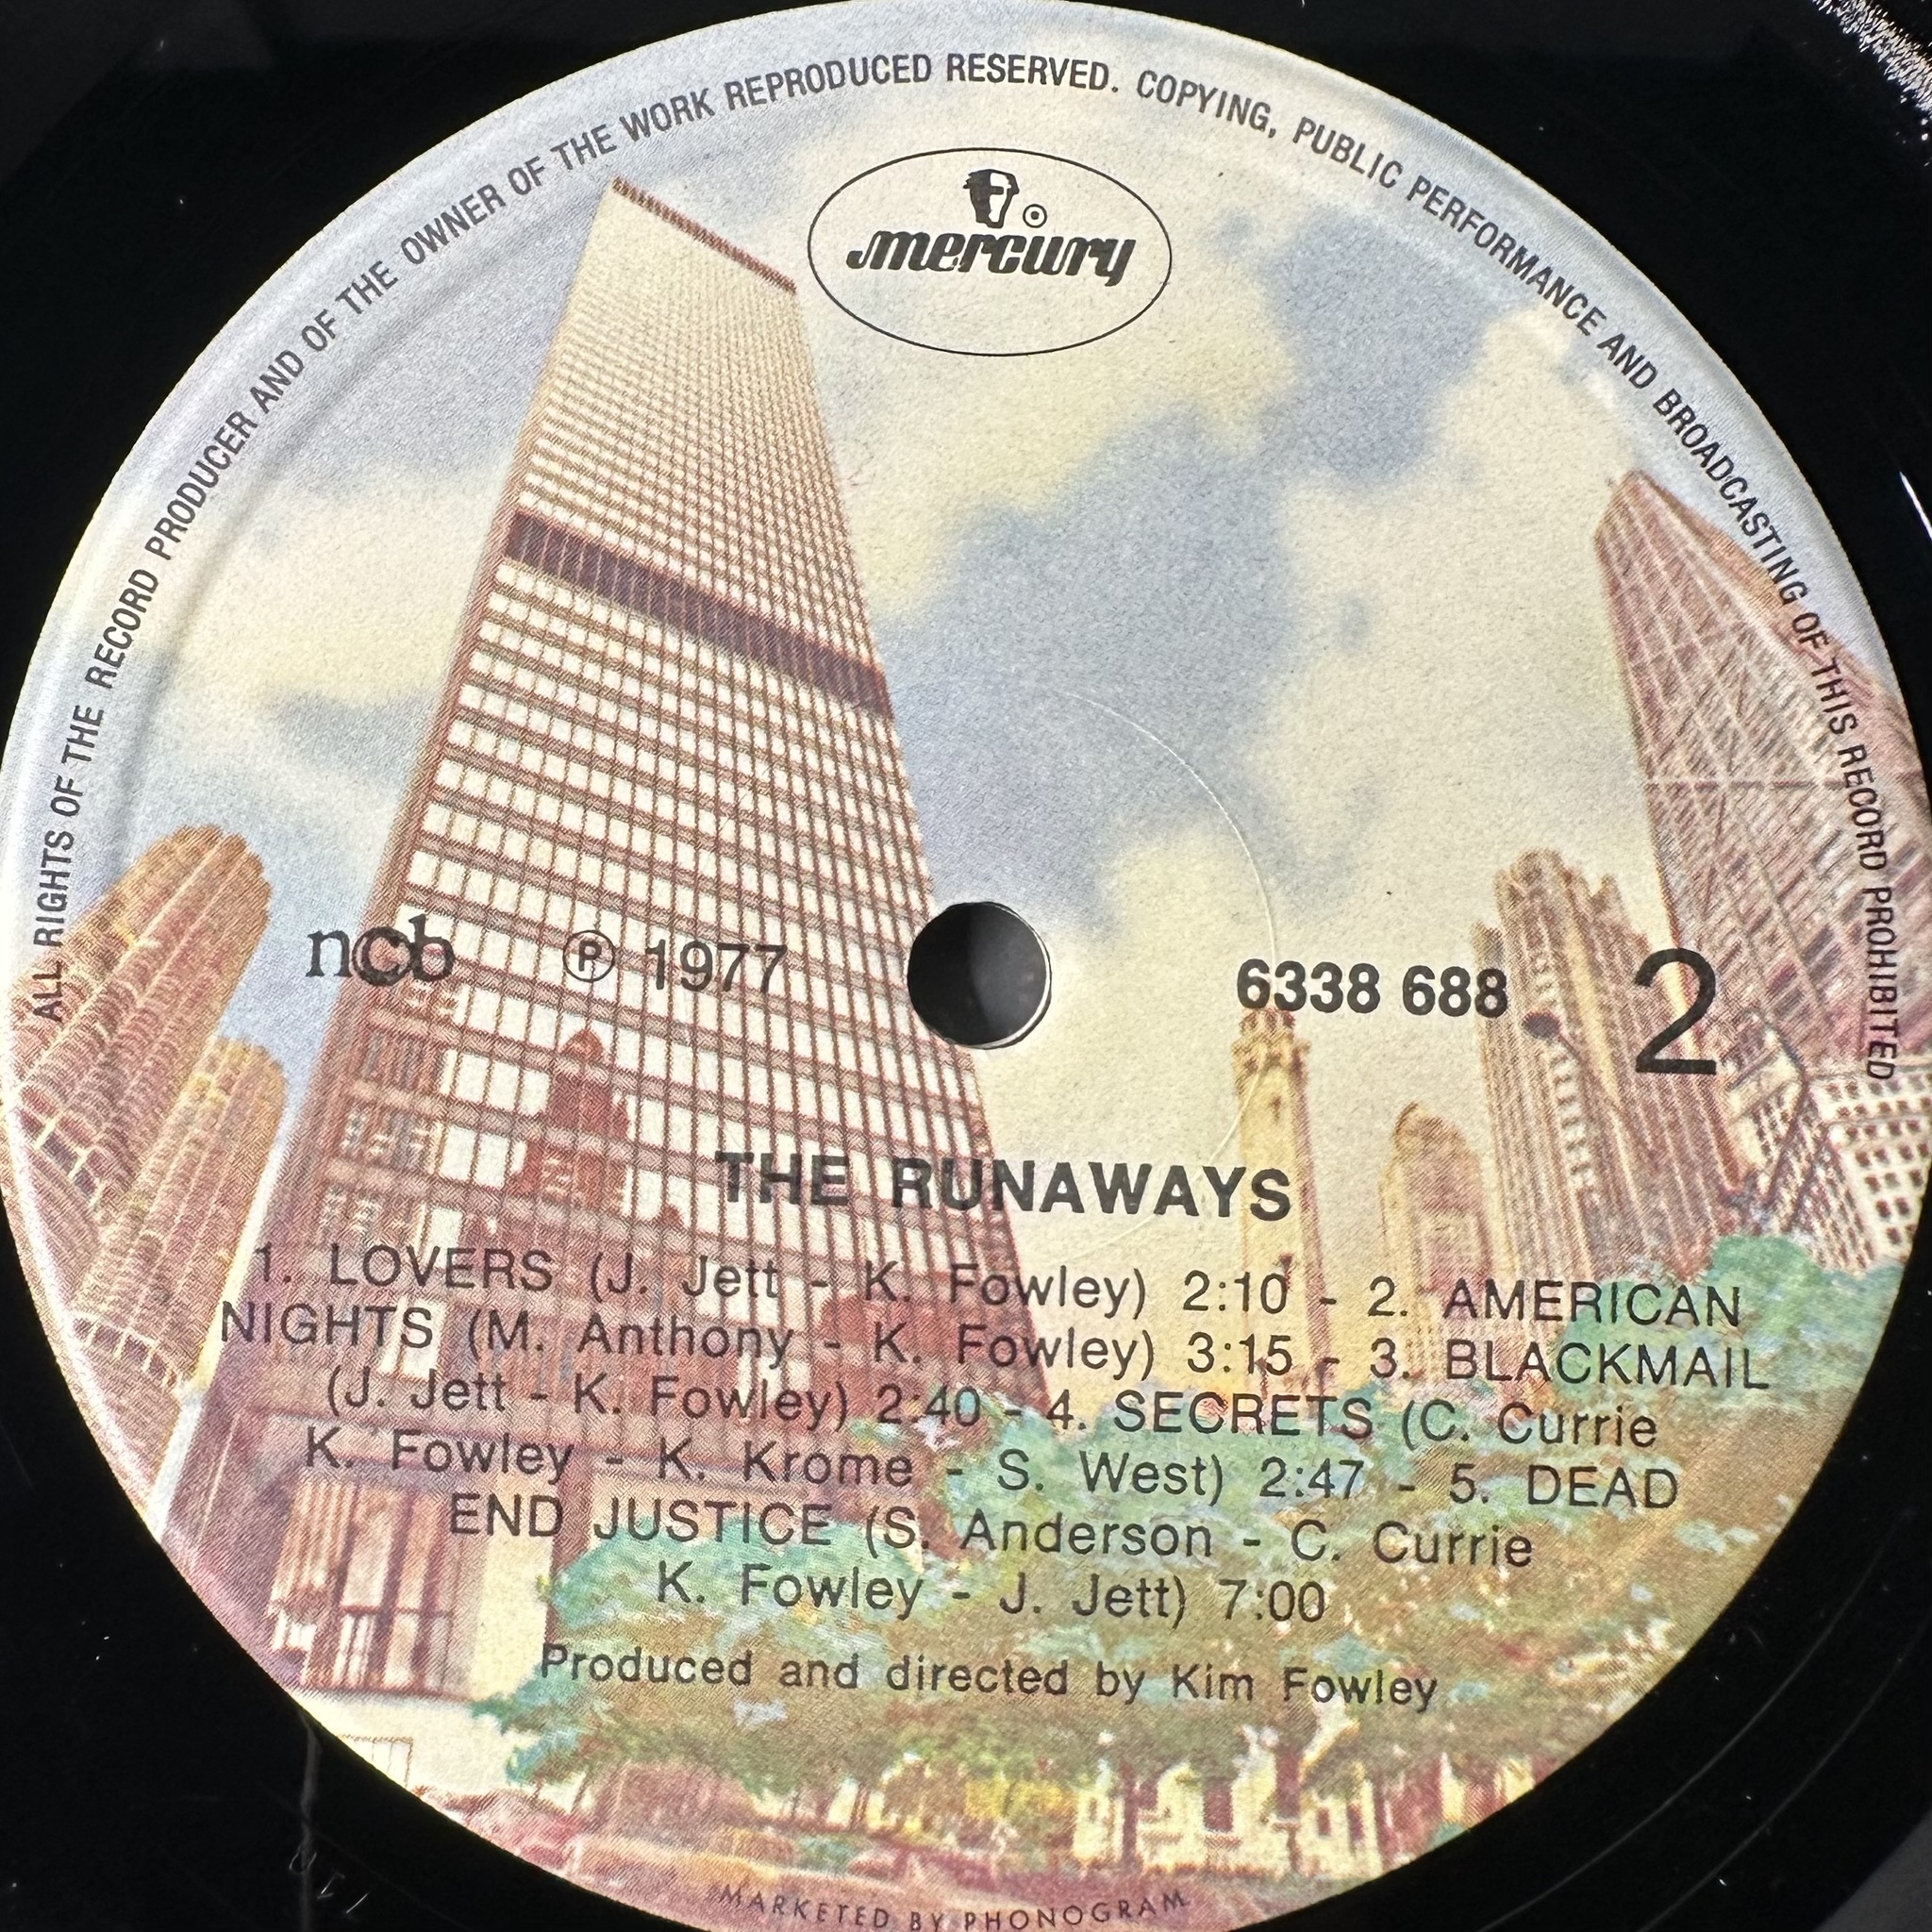 ALL RIGHTS OF THE RECORD PRODUCER AND OF THE OWNER OF THE WORK REPRODUCED RESERVED. COPYING, PUBLIC PERFORMANCE AND BROADCASTING OF THIS RECORD PROHIBITED
mercury
ncb ℗ 1977 6338 688 2
THE RUNAWAYS
1. LOVERS (J. Jett - K. Fowley) 2:10 - 2. AMERICAN
NIGHTS (M. Anthony - K. Fowley) 3:15 - 3. BLACKMAIL
(J. Jett - K. Fowley) 2:40 - 4. SECRETS (C. Currie
K. Fowley - K. Krome - S. West) 2:47 - 5. DEAD
END JUSTICE (S. Anderson - C. Currie
K. Fowley - J. Jett) 7:00
Produced and directed by Kim Fowley
MARKETED BY PHONOGRAM